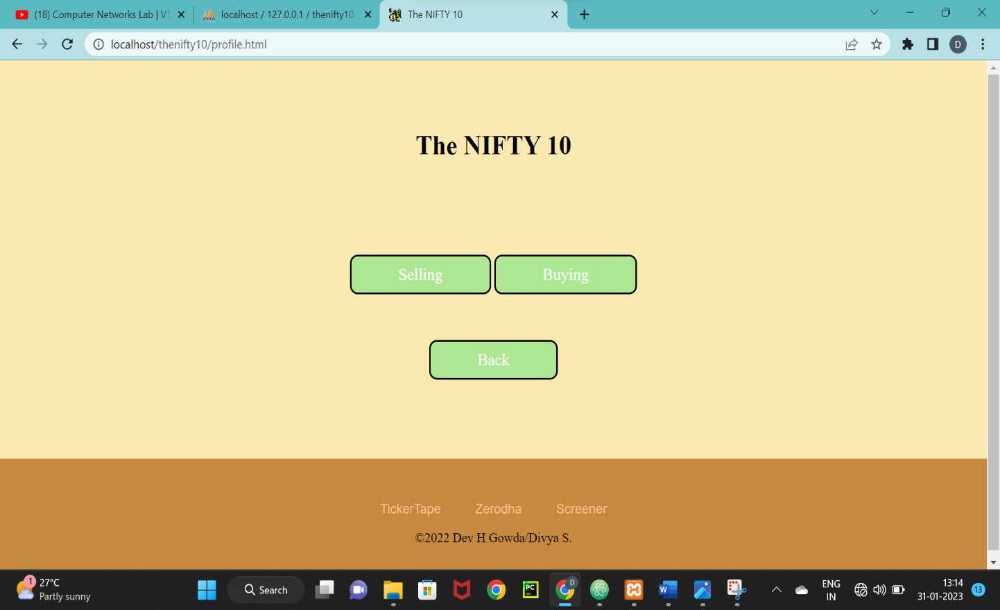 (18) Computer Networks Lab | VT
localhost / 127.0.0.1 / thenifty10.
The NIFTY 10
localhost/thenifty10/profile.html
D
The NIFTY 10
Selling
Buying
Back
TickerTape
Zerodha
Screener
©2022 Dev H Gowda/Divya S.
1
27°C
Partly sunny
Search
PC
D
W
ENG
IN
13:14
31-01-2023
13